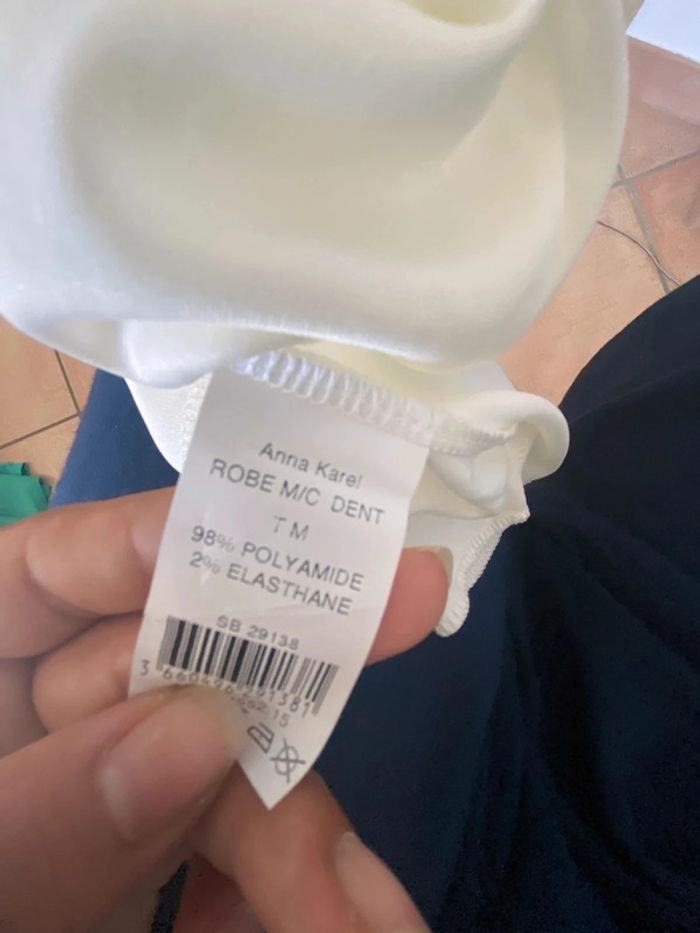 Anna Karel
ROBE M/C DENT
T M
98% POLYAMIDE
2% ELASTHANE
SB 29138